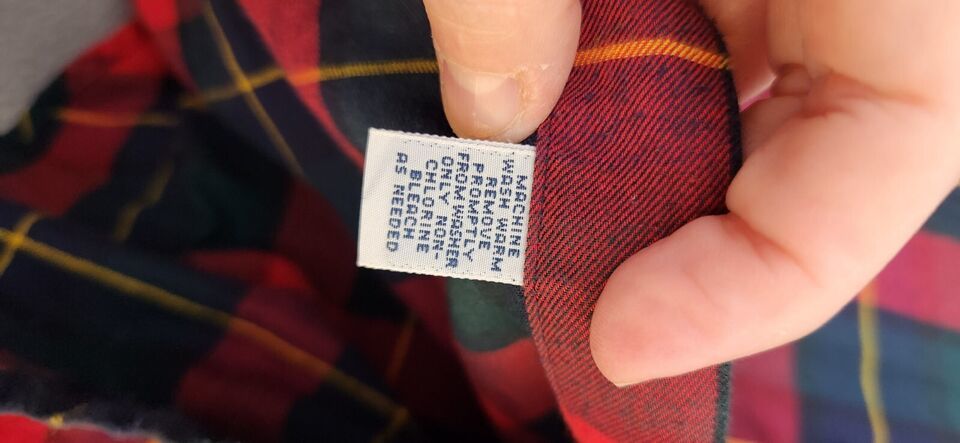 MACHINE
WASH WARM
REMOVE
PROMPTLY
FROM WASHER
ONLY NON-
CHLORINE
BLEACH
AS NEEDED